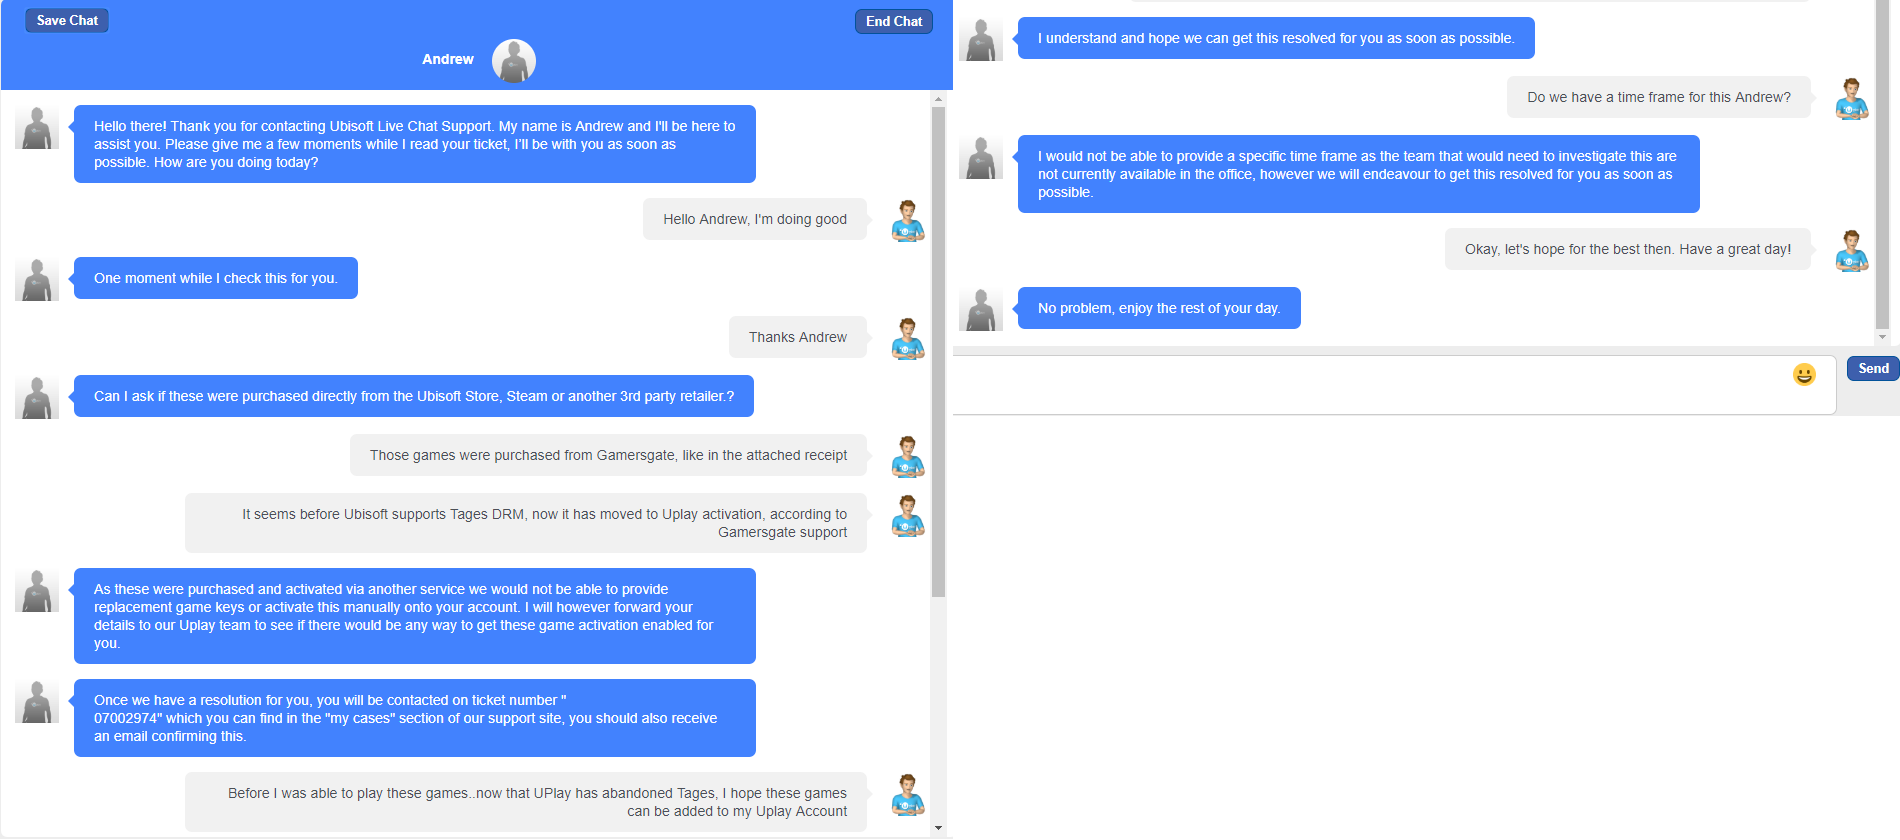 Save Chat
End Chat
Andrew
Hello there! Thank you for contacting Ubisoft Live Chat Support. My name is Andrew and I'll be here to
assist you. Please give me a few moments while I read your ticket, I'll be with you as soon as
possible. How are you doing today?
Hello Andrew, I'm doing good
One moment while I check this for you.
Thanks Andrew
Can I ask if these were purchased directly from the Ubisoft Store, Steam or another 3rd party retailer.?
Those games were purchased from Gamersgate, like in the attached receipt
It seems before Ubisoft supports Tages DRM, now it has moved to Uplay activation, according to
Gamersgate support
As these were purchased and activated via another service we would not be able to provide
replacement game keys or activate this manually onto your account. I will however forward your
details to our Uplay team to see if there would be any way to get these game activation enabled for
you.
Once we have a resolution for you, you will be contacted on ticket number "
07002974" which you can find in the "my cases" section of our support site, you should also receive
an email confirming this.
Before I was able to play these games..now that UPlay has abandoned Tages, I hope these games
can be added to my Uplay Account
I understand and hope we can get this resolved for you as soon as possible.
Do we have a time frame for this Andrew?
I would not be able to provide a specific time frame as the team that would need to investigate this are
not currently available in the office, however we will endeavour to get this resolved for you as soon as
possible.
Okay, let's hope for the best then. Have a great day!
No problem, enjoy the rest of your day.
Send